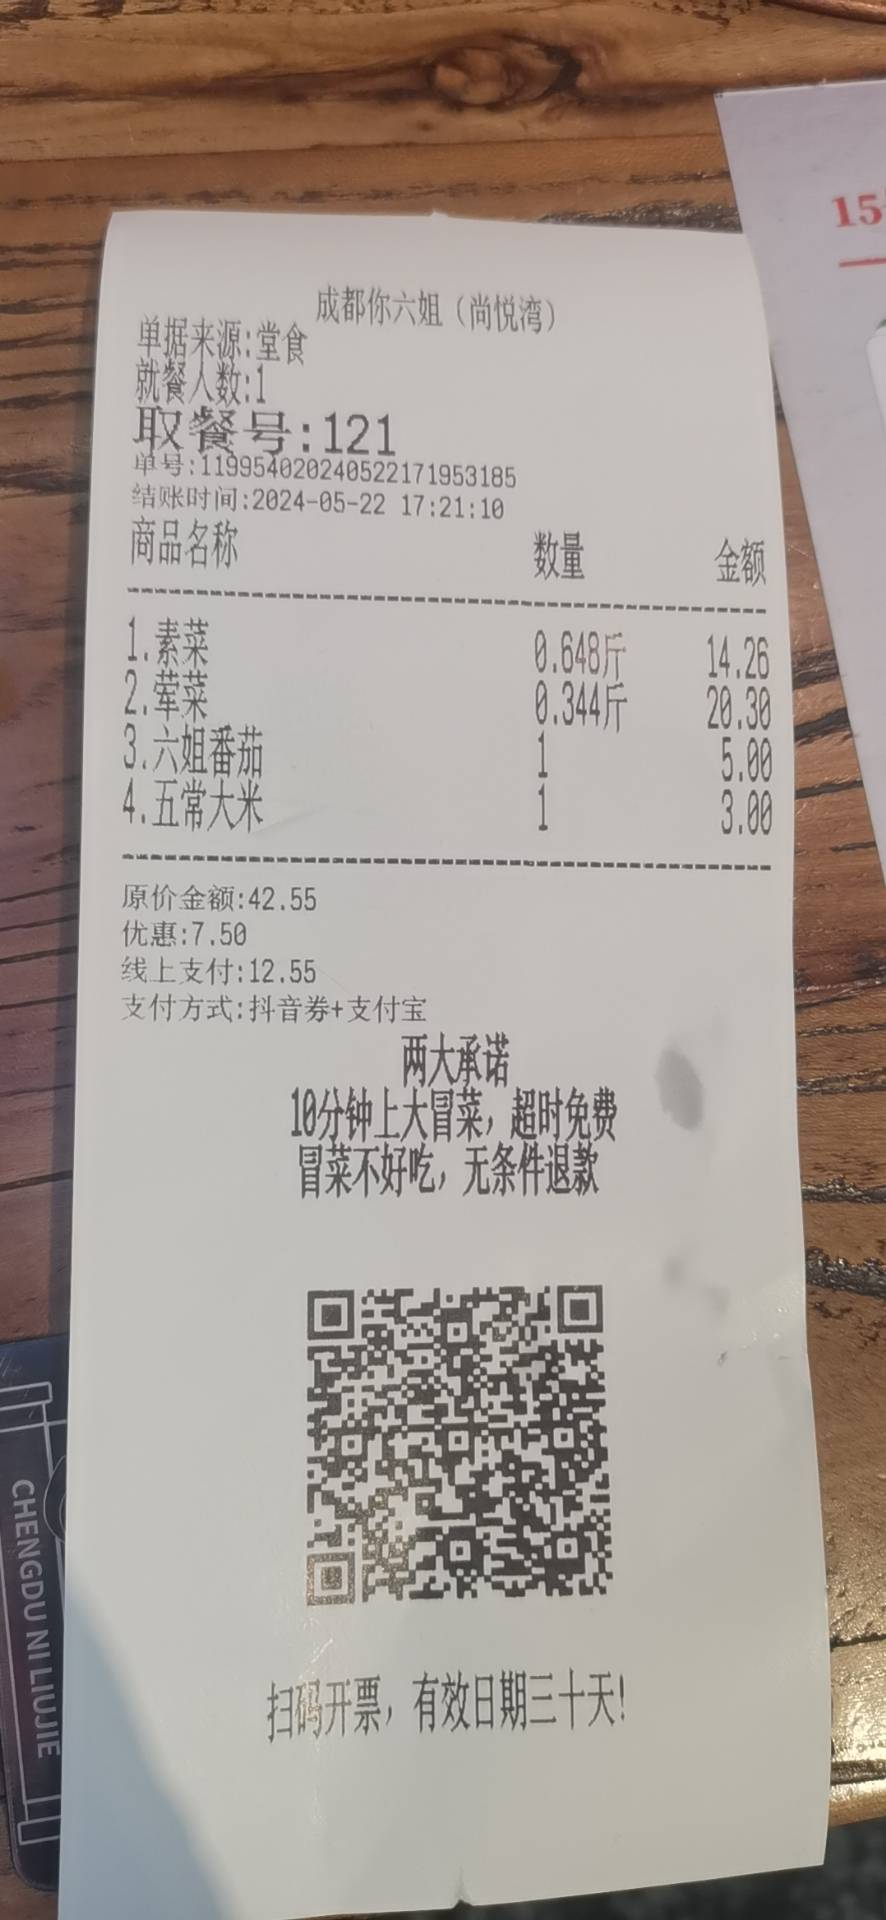 15
成都你六姐（尚悦湾）
单据来源:堂食
就餐人数:1
取餐号:121
单号:119954020240522171953185
结账时间:2024-05-22 17:21:10
商品名称 数量 金额
1.素菜 0.648斤 14.26
2.荤菜 0.344斤 20.30
3.六姐番茄 1 5.00
4.五常大米 1 3.00
原价金额:42.55
优惠:7.50
线上支付:12.55
支付方式:抖音券+支付宝
两大承诺
10分钟上大冒菜，超时免费
冒菜不好吃，无条件退款
扫码开票，有效日期三十天!
CHENGDU NI LIUJIE